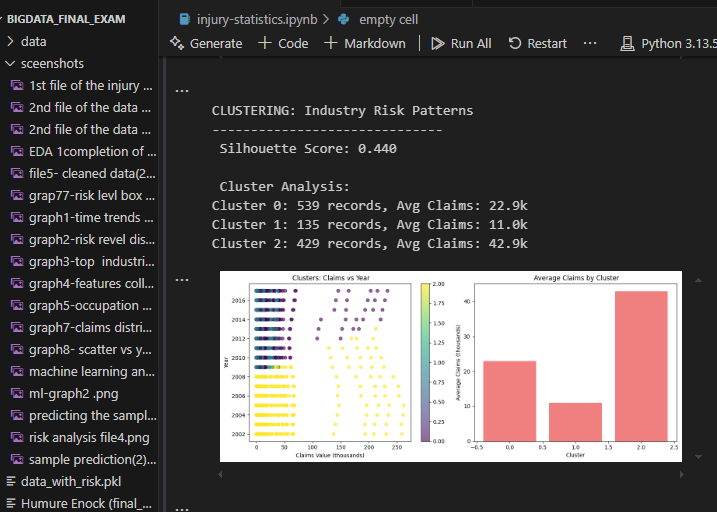 BIGDATA_FINAL_EXAM
data
sceenshots
1st file of the injury ...
2nd file of the data ...
2nd file of the data ...
EDA 1completion of ...
file5- cleaned data(2...
grap77-risk levl box ...
graph1-time trends ...
graph2-risk revel dis...
graph3-top industri...
graph4-features coll...
graph5-occupation ...
graph7-claims distri...
graph8- scatter vs y...
machine learning an...
ml-graph2 .png
predicting the sampl...
risk analysis file4.png
sample prediction(2)...
data_with_risk.pkl
Humure Enock (final_...
injury-statistics.ipynb > empty cell
Generate + Code + Markdown Run All Restart ... Python 3.13.5
...
CLUSTERING: Industry Risk Patterns
-----------------------------
Silhouette Score: 0.440
Cluster Analysis:
Cluster 0: 539 records, Avg Claims: 22.9k
Cluster 1: 135 records, Avg Claims: 11.0k
Cluster 2: 429 records, Avg Claims: 42.9k
...
Clusters: Claims vs Year
Year
2016
2014
2012
2010
2008
2006
2004
2002
0 50 100 150 200 250
Claims Value (thousands)
2.00
1.75
1.50
1.25
1.00
0.75
0.50
0.25
0.00
Average Claims by Cluster
Average Claims (thousands)
40
30
20
10
0
−0.5 0.0 0.5 1.0 1.5 2.0 2.5
Cluster
...